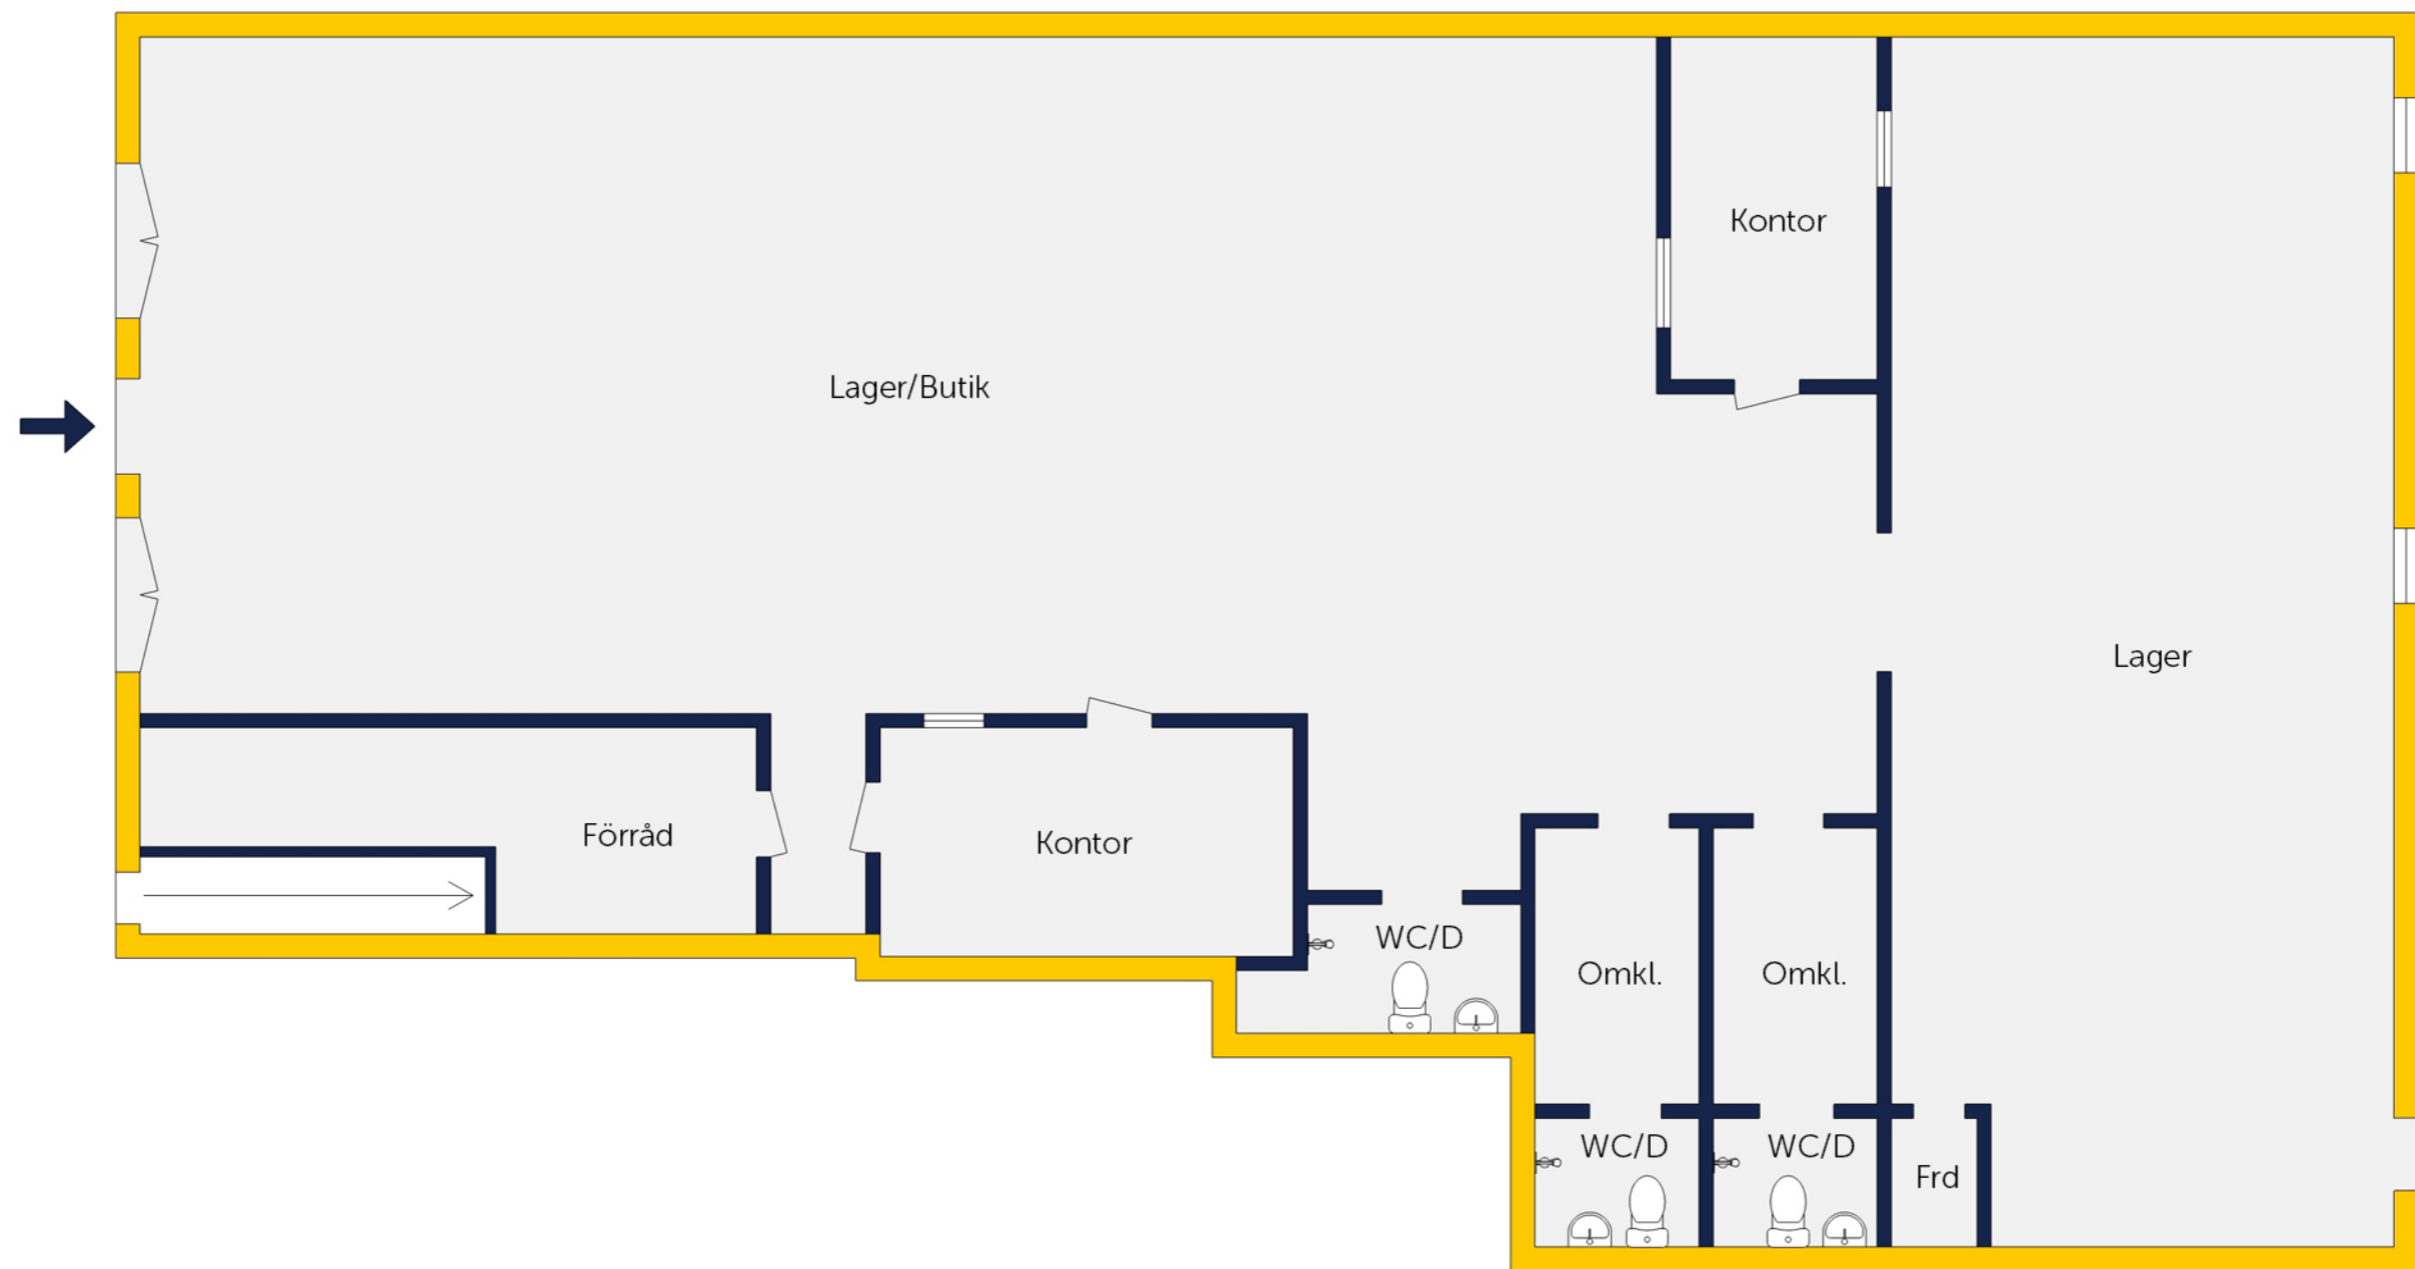 Kontor
Lager/Butik
Lager
Förråd
Kontor
WC/D
Omkl.
Omkl.
WC/D
WC/D
Frd